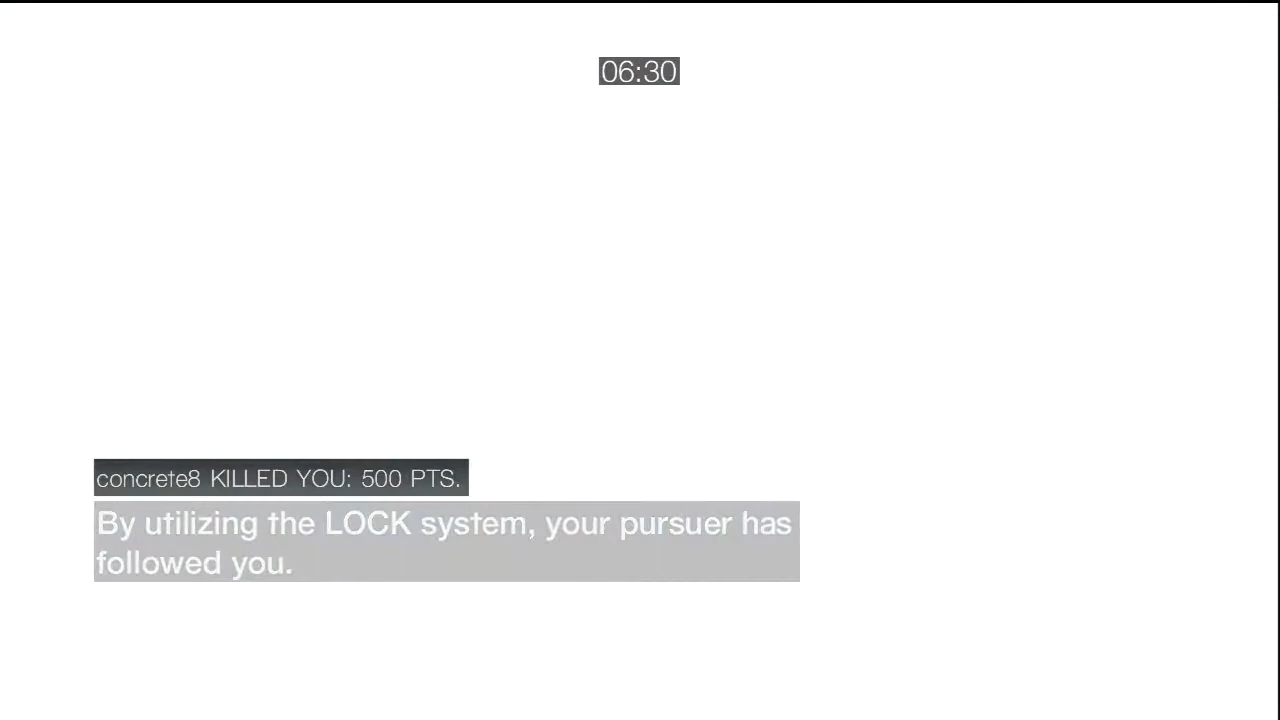 06:30
concrete8 KILLED YOU: 500 PTS.
By utilizing the LOCK system, your pursuer has
followed you.